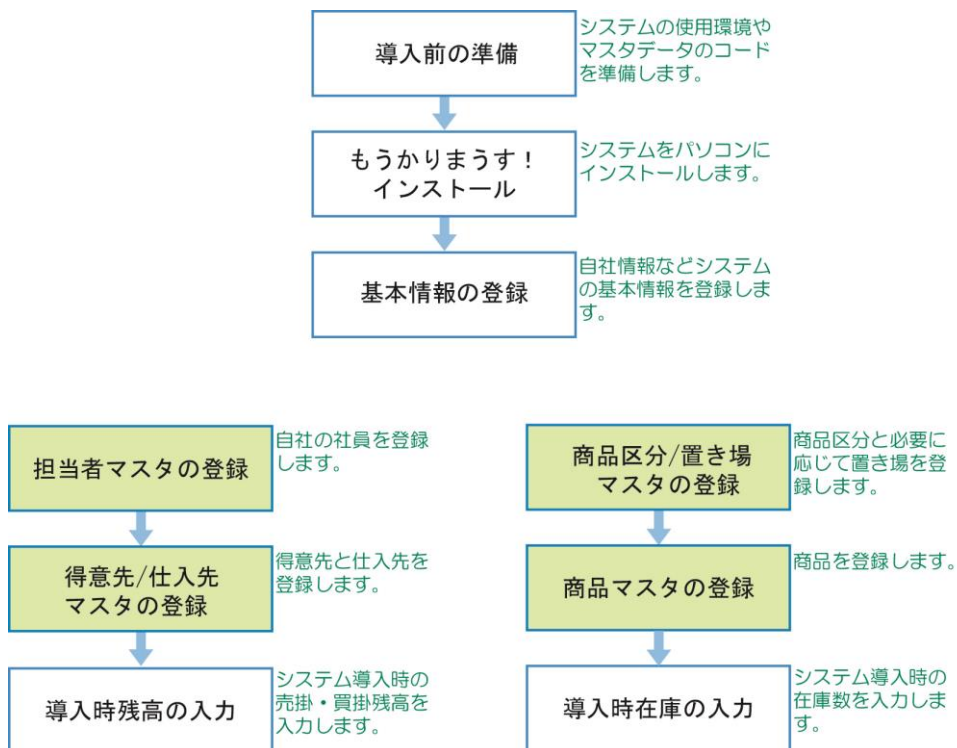 導入前の準備
システムの使用環境や
マスタデータのコード
を準備します。
もうかりまうす！
インストール
システムをパソコンに
インストールします。
基本情報の登録
自社情報などシステム
の基本情報を登録しま
す。
担当者マスタの登録
自社の社員を登録
します。
得意先/仕入先
マスタの登録
得意先と仕入先を
登録します。
導入時残高の入力
システム導入時の
売掛・買掛残高を
入力します。
商品区分/置き場
マスタの登録
商品区分と必要に
応じて置き場を登
録します。
商品マスタの登録
商品を登録します。
導入時在庫の入力
システム導入時の
在庫数を入力しま
す。